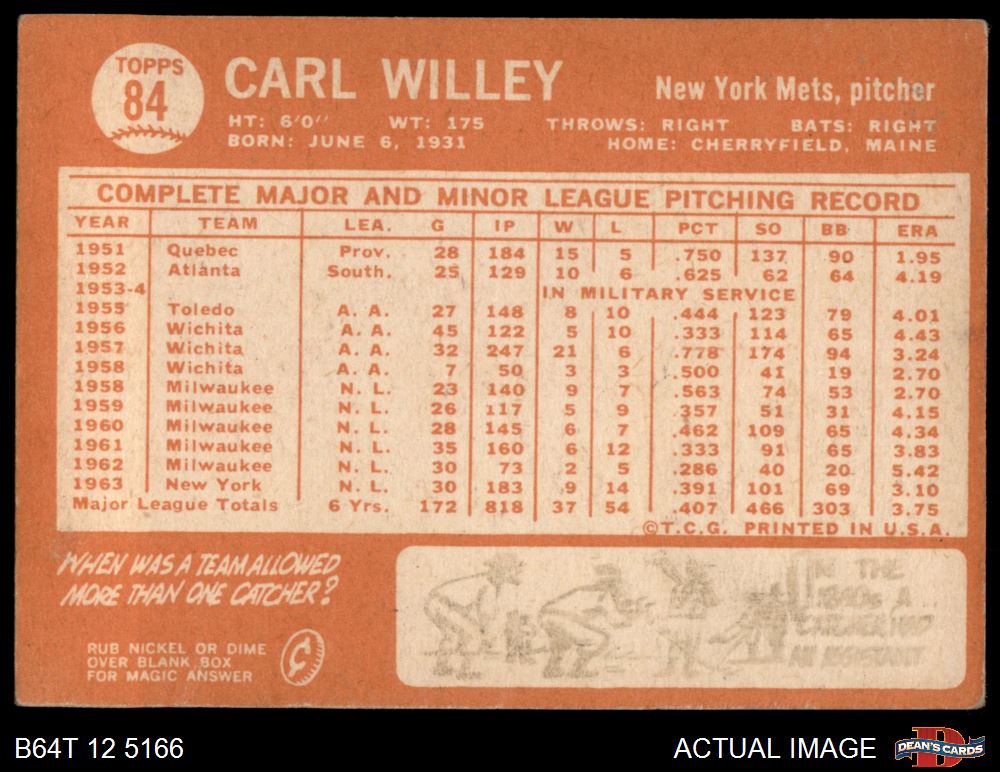 TOPPS
84
CARL WILLEY
New York Mets, pitcher
HT: 6'0" WT: 175 THROWS: RIGHT BATS: RIGHT
BORN: JUNE 6, 1931 HOME: CHERRYFIELD, MAINE
COMPLETE MAJOR AND MINOR LEAGUE PITCHING RECORD
YEAR TEAM LEA. G IP W L PCT SO BB ERA
1951 Quebec Prov. 28 184 15 5 .750 137 90 1.95
1952 Atlanta South. 25 129 10 6 .625 62 64 4.19
1953-4 IN MILITARY SERVICE
1955 Toledo A. A. 27 148 8 10 .444 123 79 4.01
1956 Wichita A. A. 45 122 5 10 .333 114 65 4.43
1957 Wichita A. A. 32 247 21 6 .778 174 94 3.24
1958 Wichita A. A. 7 50 3 3 .500 41 19 2.70
1958 Milwaukee N. L. 23 140 9 7 .563 74 53 2.70
1959 Milwaukee N. L. 26 117 5 9 .357 51 31 4.15
1960 Milwaukee N. L. 28 145 6 7 .462 109 65 4.34
1961 Milwaukee N. L. 35 160 6 12 .333 91 65 3.83
1962 Milwaukee N. L. 30 73 2 5 .286 40 20 5.42
1963 New York N. L. 30 183 9 14 .391 101 69 3.10
Major League Totals 6 Yrs. 172 818 37 54 .407 466 303 3.75
©T.C.G. PRINTED IN U.S.A.
WHEN WAS A TEAM ALLOWED
MORE THAN ONE CATCHER?
RUB NICKEL OR DIME
OVER BLANK BOX
FOR MAGIC ANSWER
IN THE
A
B64T 12 5166
ACTUAL IMAGE
DEAN'S CARDS